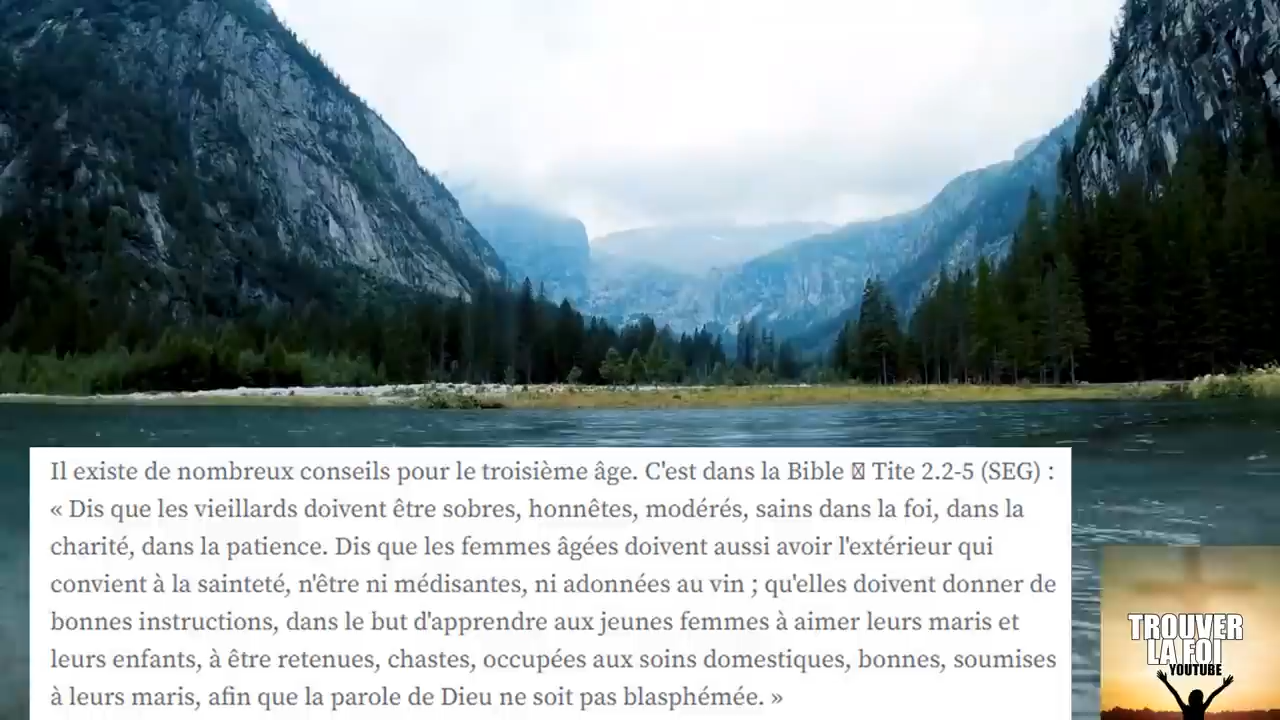 Il existe de nombreux conseils pour le troisième âge. C'est dans la Bible Tite 2.2-5 (SEG) :
« Dis que les vieillards doivent être sobres, honnêtes, modérés, sains dans la foi, dans la
charité, dans la patience. Dis que les femmes âgées doivent aussi avoir l'extérieur qui
convient à la sainteté, n'être ni médisantes, ni adonnées au vin ; qu'elles doivent donner de
bonnes instructions, dans le but d'apprendre aux jeunes femmes à aimer leurs maris et
leurs enfants, à être retenues, chastes, occupées aux soins domestiques, bonnes, soumises
à leurs maris, afin que la parole de Dieu ne soit pas blasphémée. »
TROUVER
LA FOI
YOUTUBE